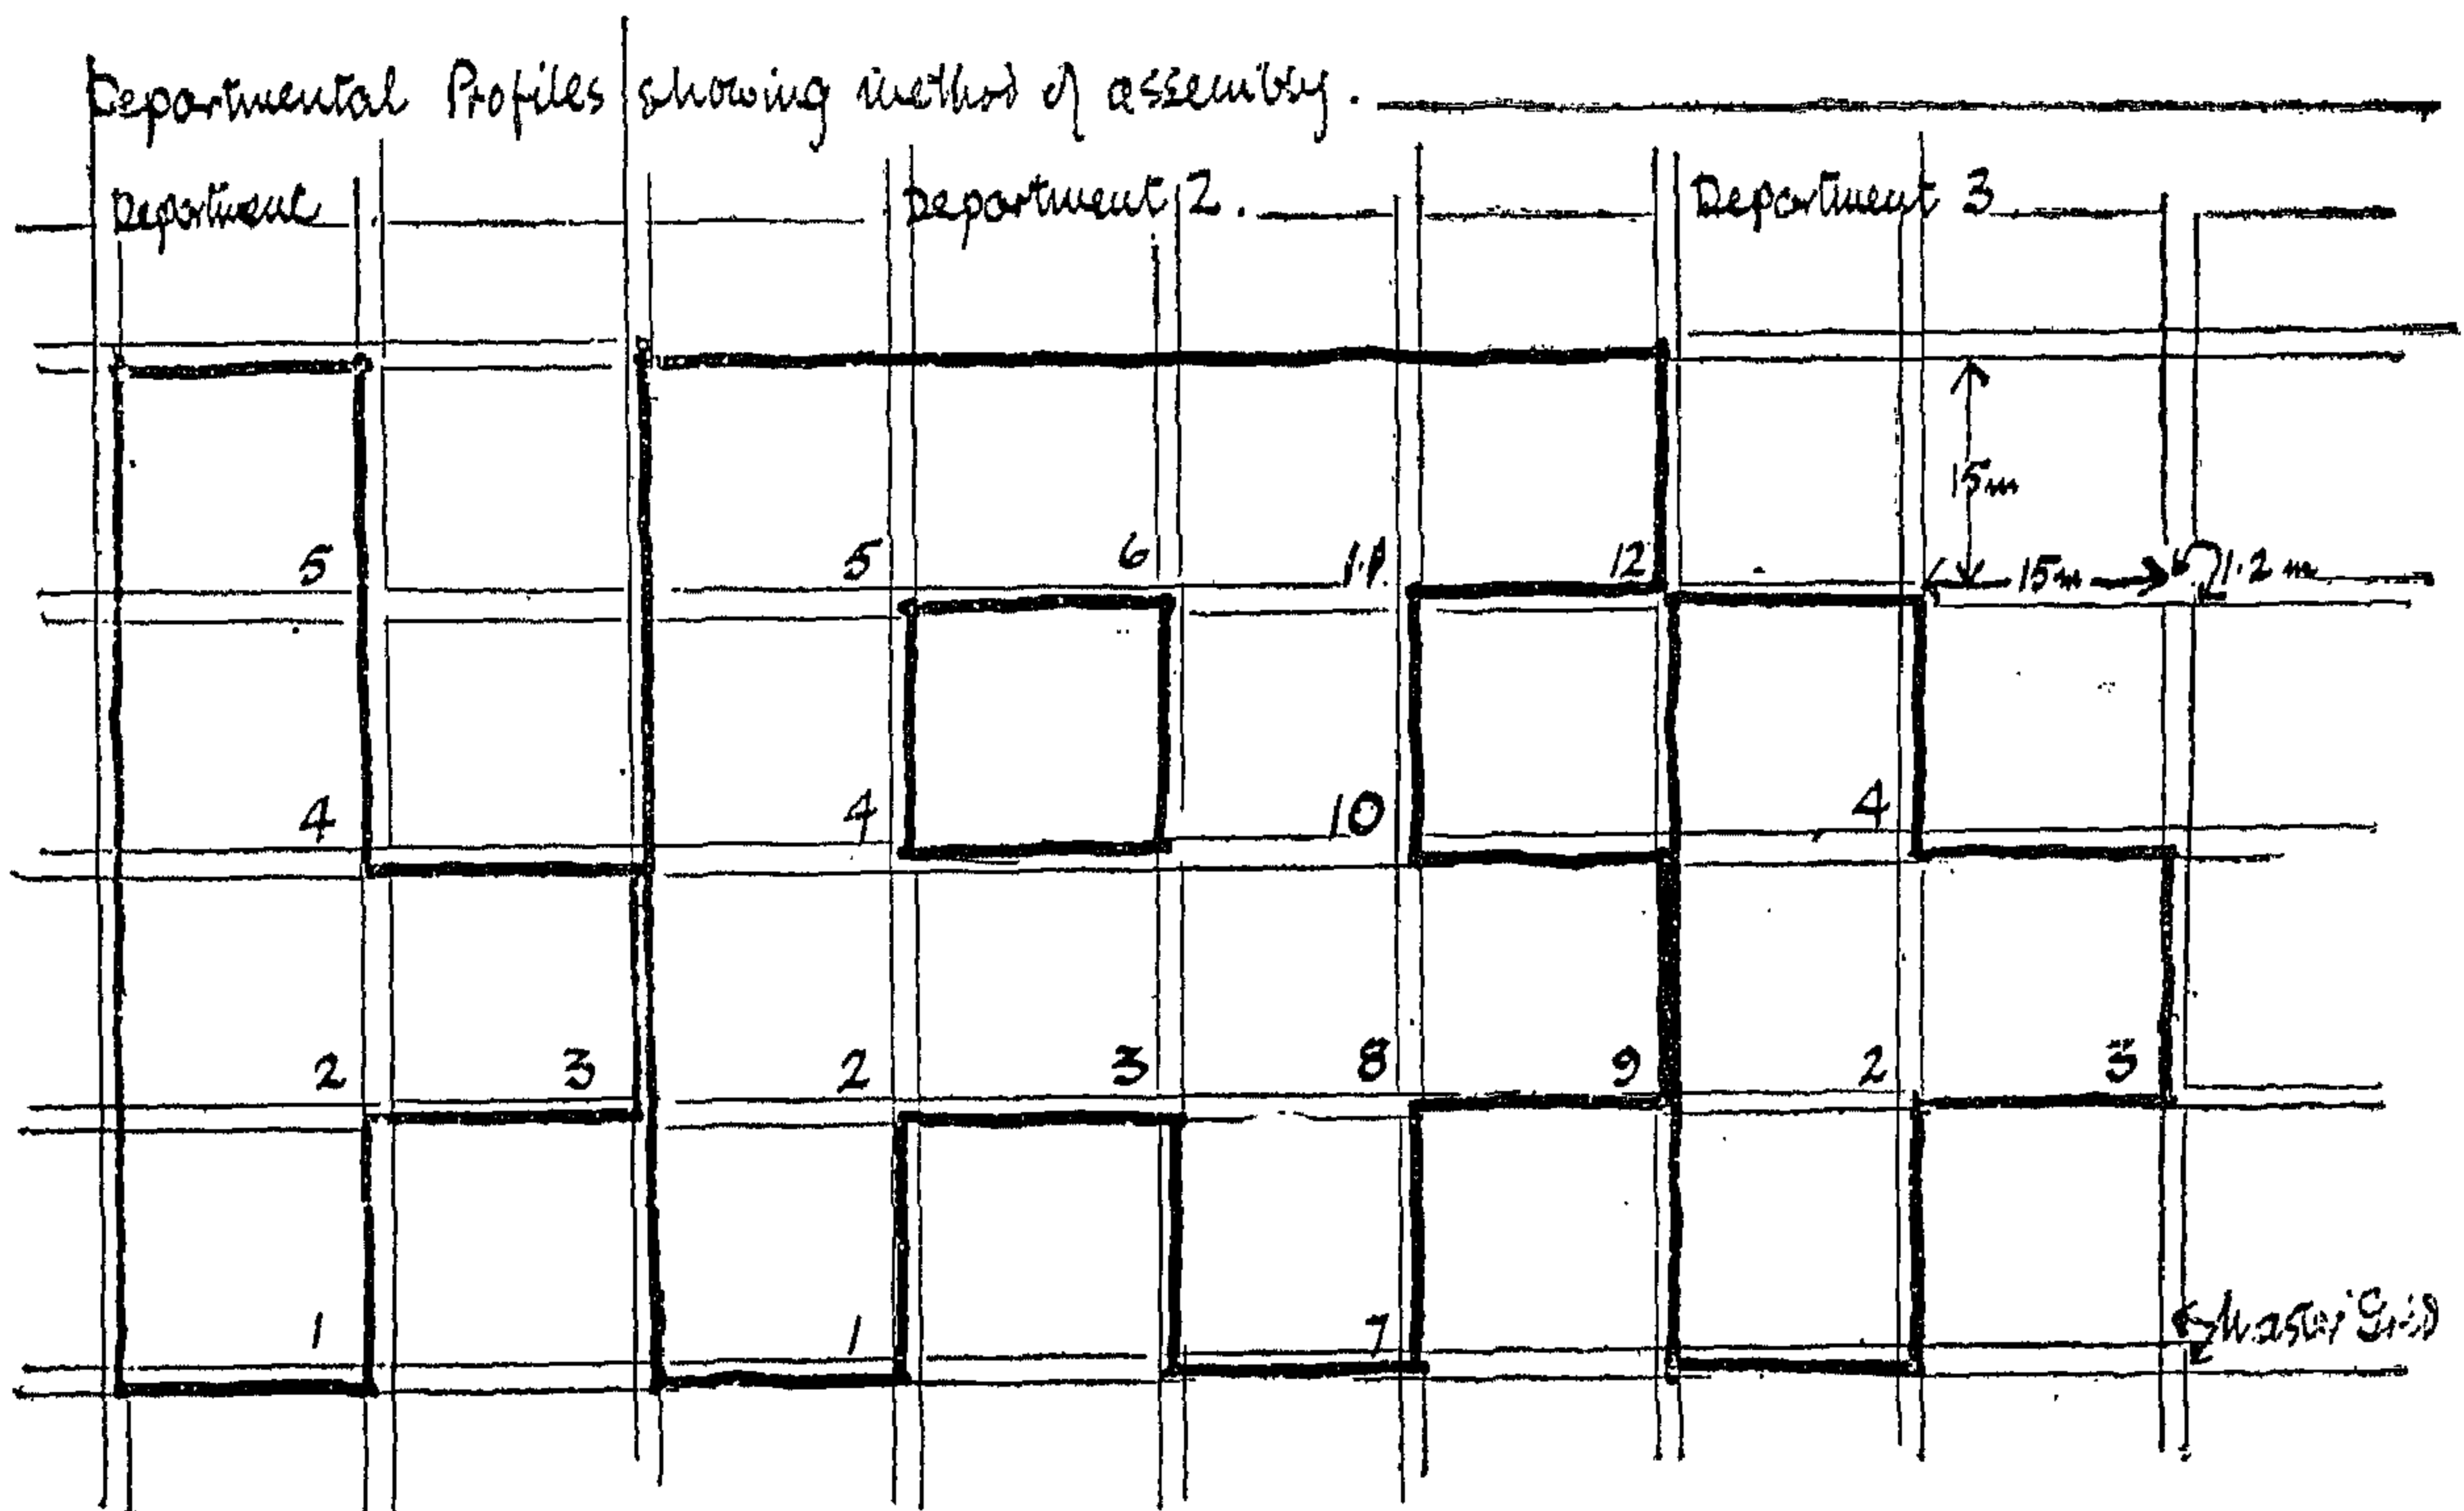 Departmental Profiles showing method of assembly.
Department Department 2. Department 3
15m
5 5 6 11 12 15m 1.2 m
4 4 10 4
2 3 2 3 8 9 2 3
1 1 7 Master Grid